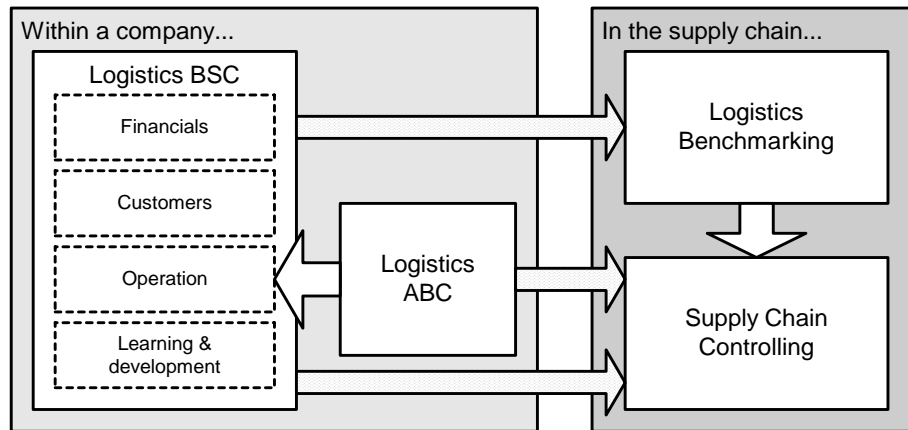 Within a company...
Logistics BSC
Financials
Customers
Operation
Learning &
development
Logistics
ABC
In the supply chain...
Logistics
Benchmarking
Supply Chain
Controlling